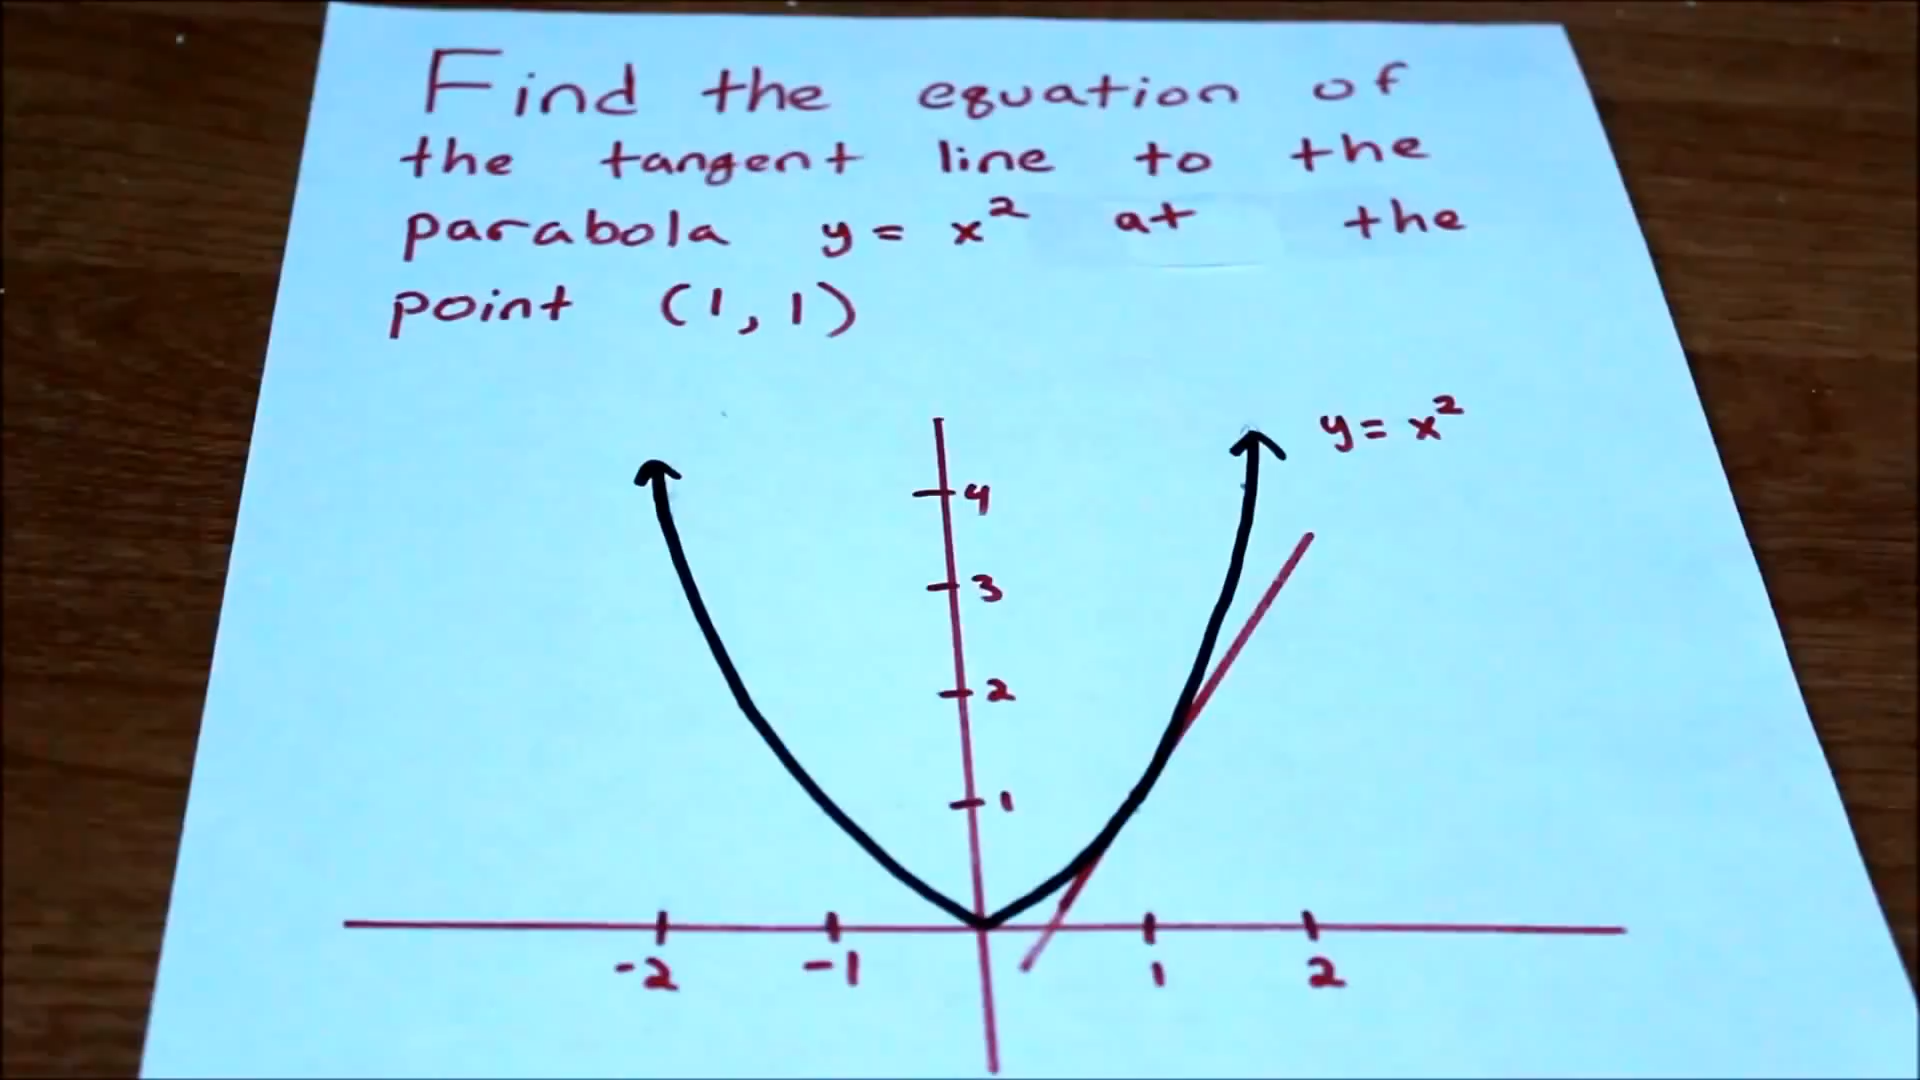 Find the equation of
the tangent line to the
parabola y = x² at the
point (1, 1)
y = x²
4
3
2
1
-2 -1 1 2